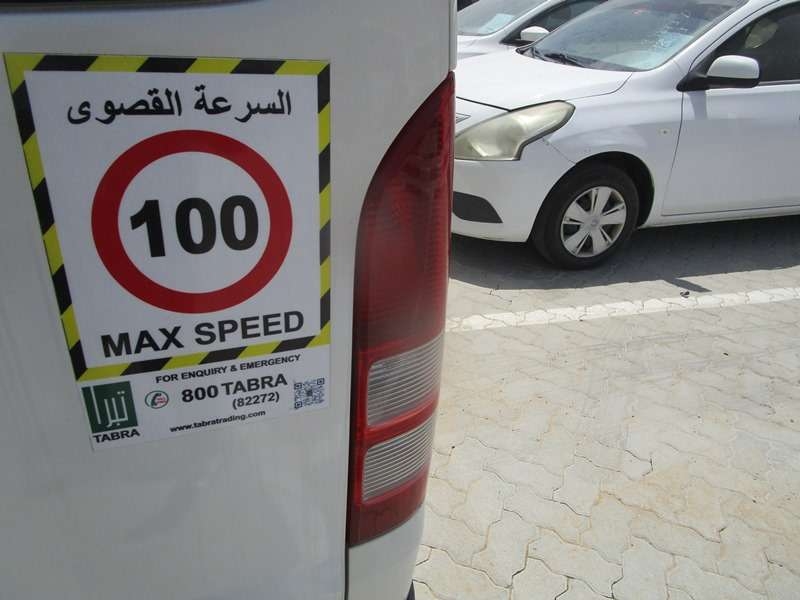 السرعة القصوى
100
MAX SPEED
FOR ENQUIRY & EMERGENCY
800 TABRA
(82272)
www.tabratrading.com
تبرا
TABRA